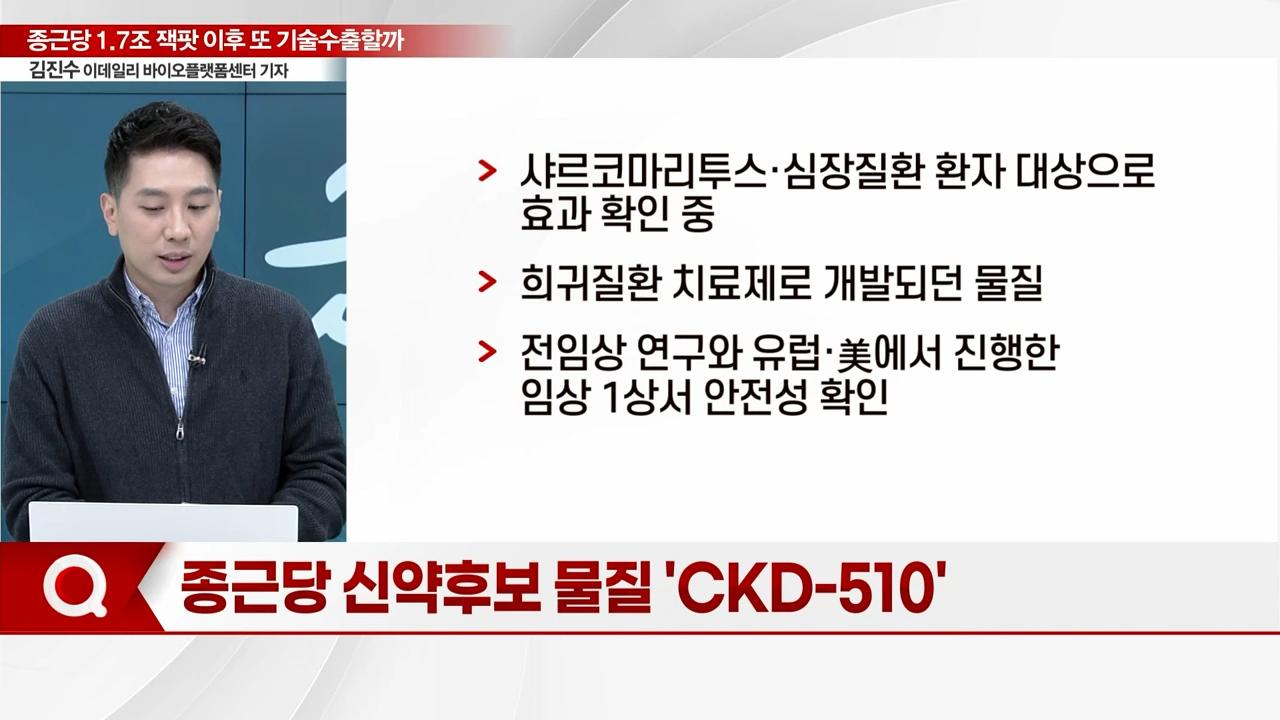 종근당 1.7조 잭팟 이후 또 기술수출할까
김진수 이데일리 바이오플랫폼센터 기자
> 샤르코마리투스·심장질환 환자 대상으로
효과 확인 중
> 희귀질환 치료제로 개발되던 물질
> 전임상 연구와 유럽·美에서 진행한
임상 1상서 안전성 확인
Q 종근당 신약후보 물질 'CKD-510'